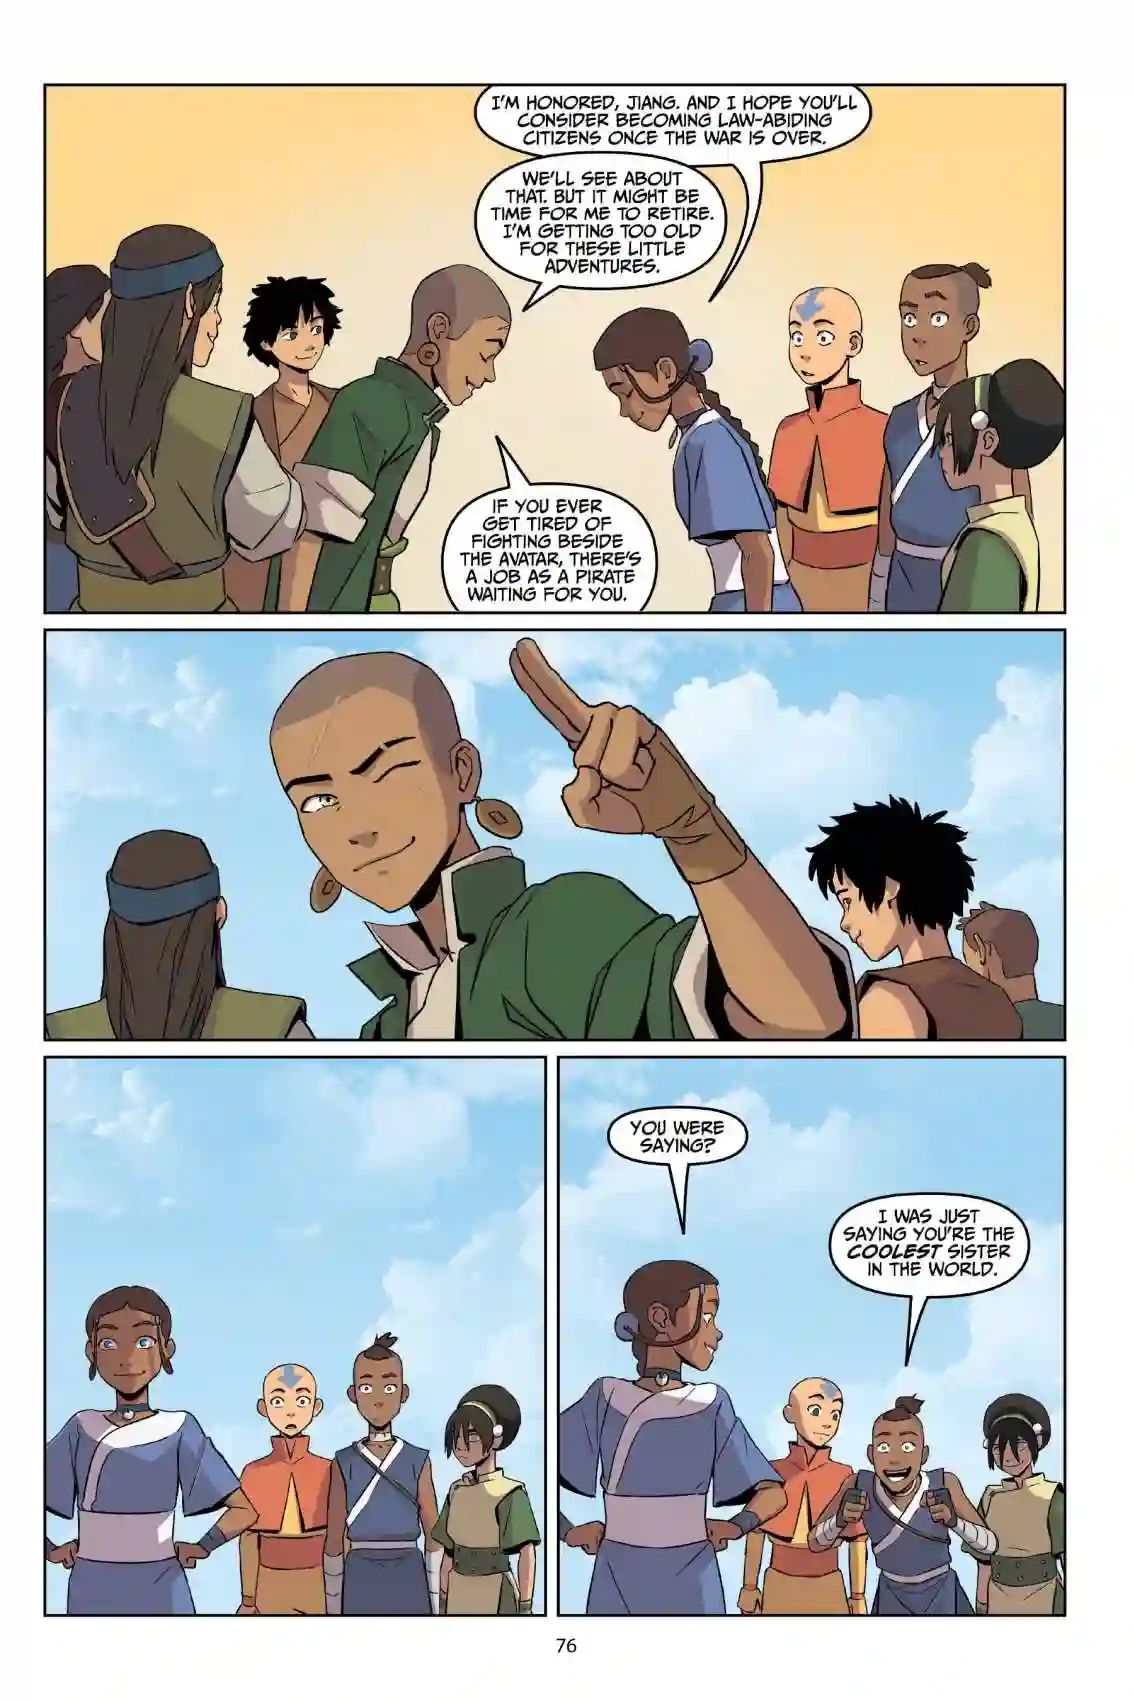 I'M HONORED, JIANG. AND I HOPE YOU'LL
CONSIDER BECOMING LAW-ABIDING
CITIZENS ONCE THE WAR IS OVER.
WE'LL SEE ABOUT
THAT. BUT IT MIGHT BE
TIME FOR ME TO RETIRE.
I'M GETTING TOO OLD
FOR THESE LITTLE
ADVENTURES.
IF YOU EVER
GET TIRED OF
FIGHTING BESIDE
THE AVATAR, THERE'S
A JOB AS A PIRATE
WAITING FOR YOU.
YOU WERE
SAYING?
I WAS JUST
SAYING YOU'RE THE
COOLEST SISTER
IN THE WORLD.
76